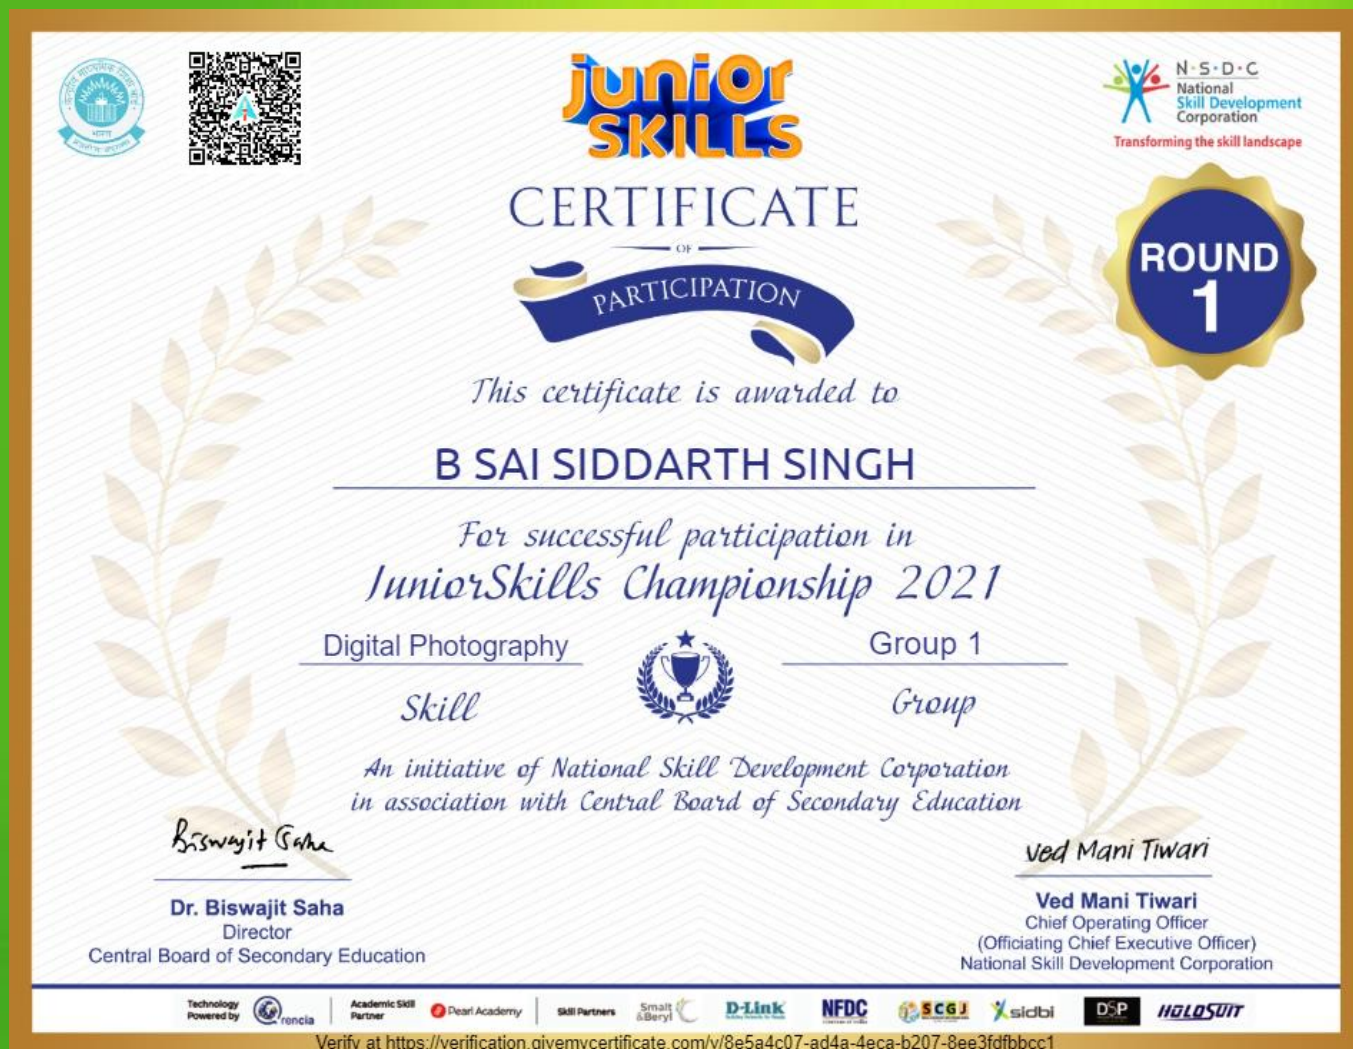 junior
SKILLS
N·S·D·C
National
Skill Development
Corporation
Transforming the skill landscape
CERTIFICATE
OF
PARTICIPATION
ROUND
1
This certificate is awarded to
B SAI SIDDARTH SINGH
For successful participation in
JuniorSkills Championship 2021
Digital Photography
Group 1
Skill
Group
An initiative of National Skill Development Corporation
in association with Central Board of Secondary Education
Biswajit Saha
Ved Mani Tiwari
Dr. Biswajit Saha
Director
Central Board of Secondary Education
Ved Mani Tiwari
Chief Operating Officer
(Officiating Chief Executive Officer)
National Skill Development Corporation
Technology
Powered by
rencia
Academic Skill
Partner
Pearl Academy
Skill Partners
Smalt
&Beryl
D-Link
NFDC
SCGJ
sidbi
DSP
HOLOSUIT
Verify at https://verification.givemycertificate.com/v/8e5a4c07-ad4a-4eca-b207-8ee3fdfbbcc1